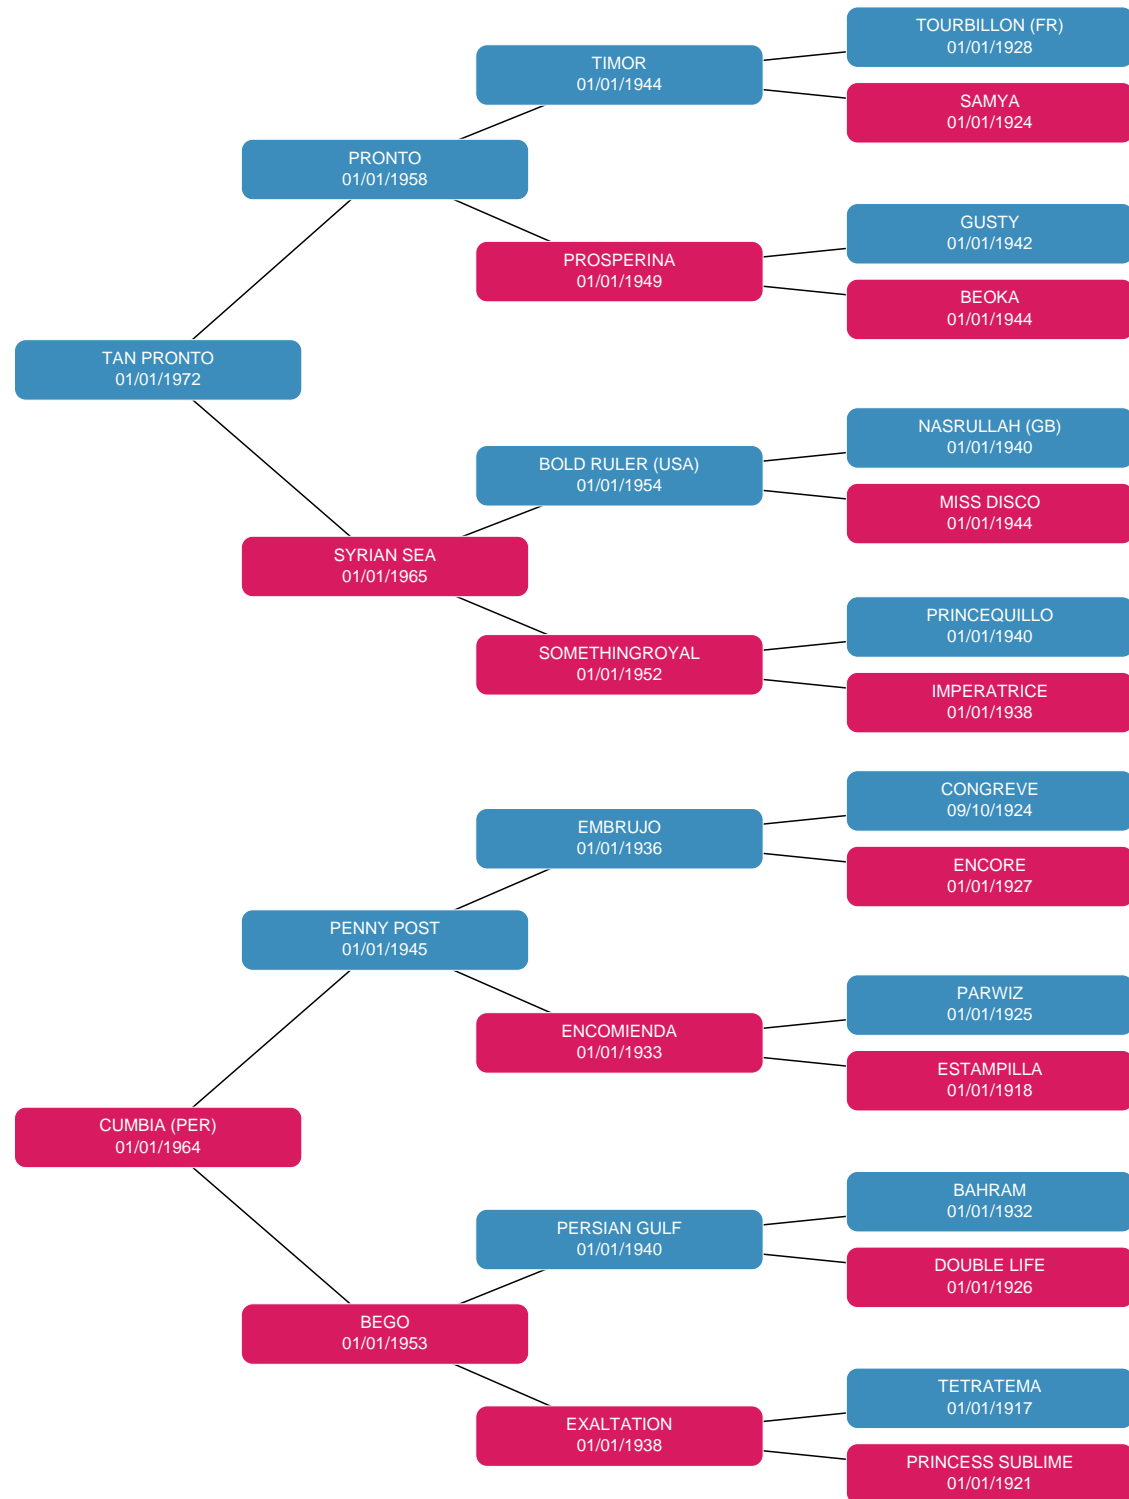 TOURBILLON (FR)
01/01/1928
TIMOR
01/01/1944
SAMYA
01/01/1924
PRONTO
01/01/1958
GUSTY
01/01/1942
PROSPERINA
01/01/1949
BEOKA
01/01/1944
TAN PRONTO
01/01/1972
NASRULLAH (GB)
01/01/1940
BOLD RULER (USA)
01/01/1954
MISS DISCO
01/01/1944
SYRIAN SEA
01/01/1965
PRINCEQUILLO
01/01/1940
SOMETHINGROYAL
01/01/1952
IMPERATRICE
01/01/1938
CONGREVE
09/10/1924
EMBRUJO
01/01/1936
ENCORE
01/01/1927
PENNY POST
01/01/1945
PARWIZ
01/01/1925
ENCOMIENDA
01/01/1933
ESTAMPILLA
01/01/1918
CUMBIA (PER)
01/01/1964
BAHRAM
01/01/1932
PERSIAN GULF
01/01/1940
DOUBLE LIFE
01/01/1926
BEGO
01/01/1953
TETRATEMA
01/01/1917
EXALTATION
01/01/1938
PRINCESS SUBLIME
01/01/1921